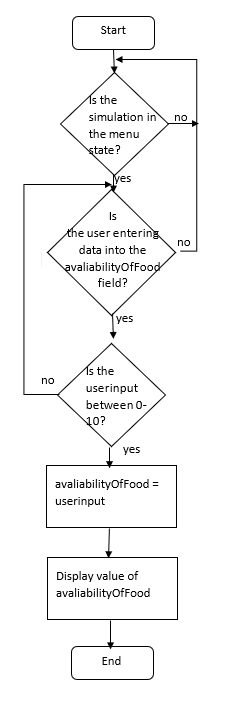 Start
Is the
simulation in
the menu
state?
no
yes
Is
the user entering
data into the
avaliabilityOfFood
field?
no
yes
Is the
userinput
between 0-
10?
no
yes
avaliabilityOfFood =
userinput
Display value of
avaliabilityOfFood
End